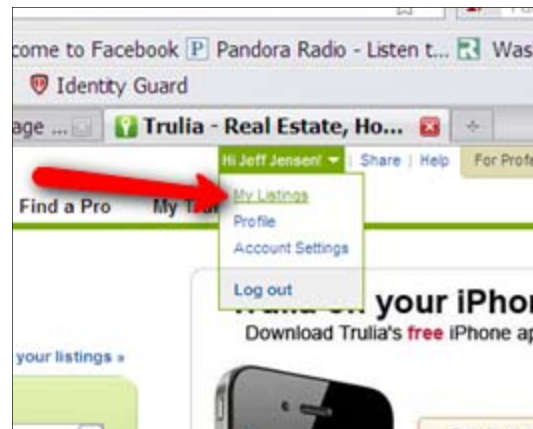 come to Facebook P Pandora Radio - Listen t... Was
Identity Guard
age ... Trulia - Real Estate, Ho...
Hi Jeff Jensen! | Share | Help For Profe
Find a Pro My
My Listings
Profile
Account Settings
Log out
your iPhon
Download Trulia's free iPhone ap
your listings »